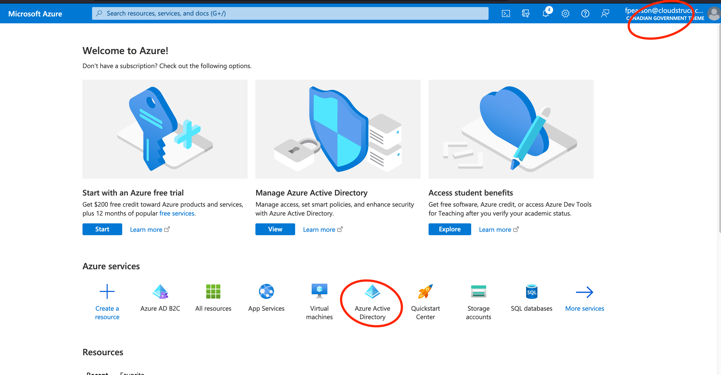 Microsoft Azure
Search resources, services, and docs (G+/)
4
fpearson@cloudstrucc.c...
CANADIAN GOVERNMENT THEME
Welcome to Azure!
Don't have a subscription? Check out the following options.
Start with an Azure free trial
Get $200 free credit toward Azure products and services,
plus 12 months of popular free services.
Start
Learn more
Manage Azure Active Directory
Manage access, set smart policies, and enhance security
with Azure Active Directory.
View
Learn more
Access student benefits
Get free software, Azure credit, or access Azure Dev Tools
for Teaching after you verify your academic status.
Explore
Learn more
Azure services
Create a
resource
Azure AD B2C
All resources
App Services
Virtual
machines
Azure Active
Directory
Quickstart
Center
Storage
accounts
SQL
SQL databases
More services
Resources
Recent
Favorite